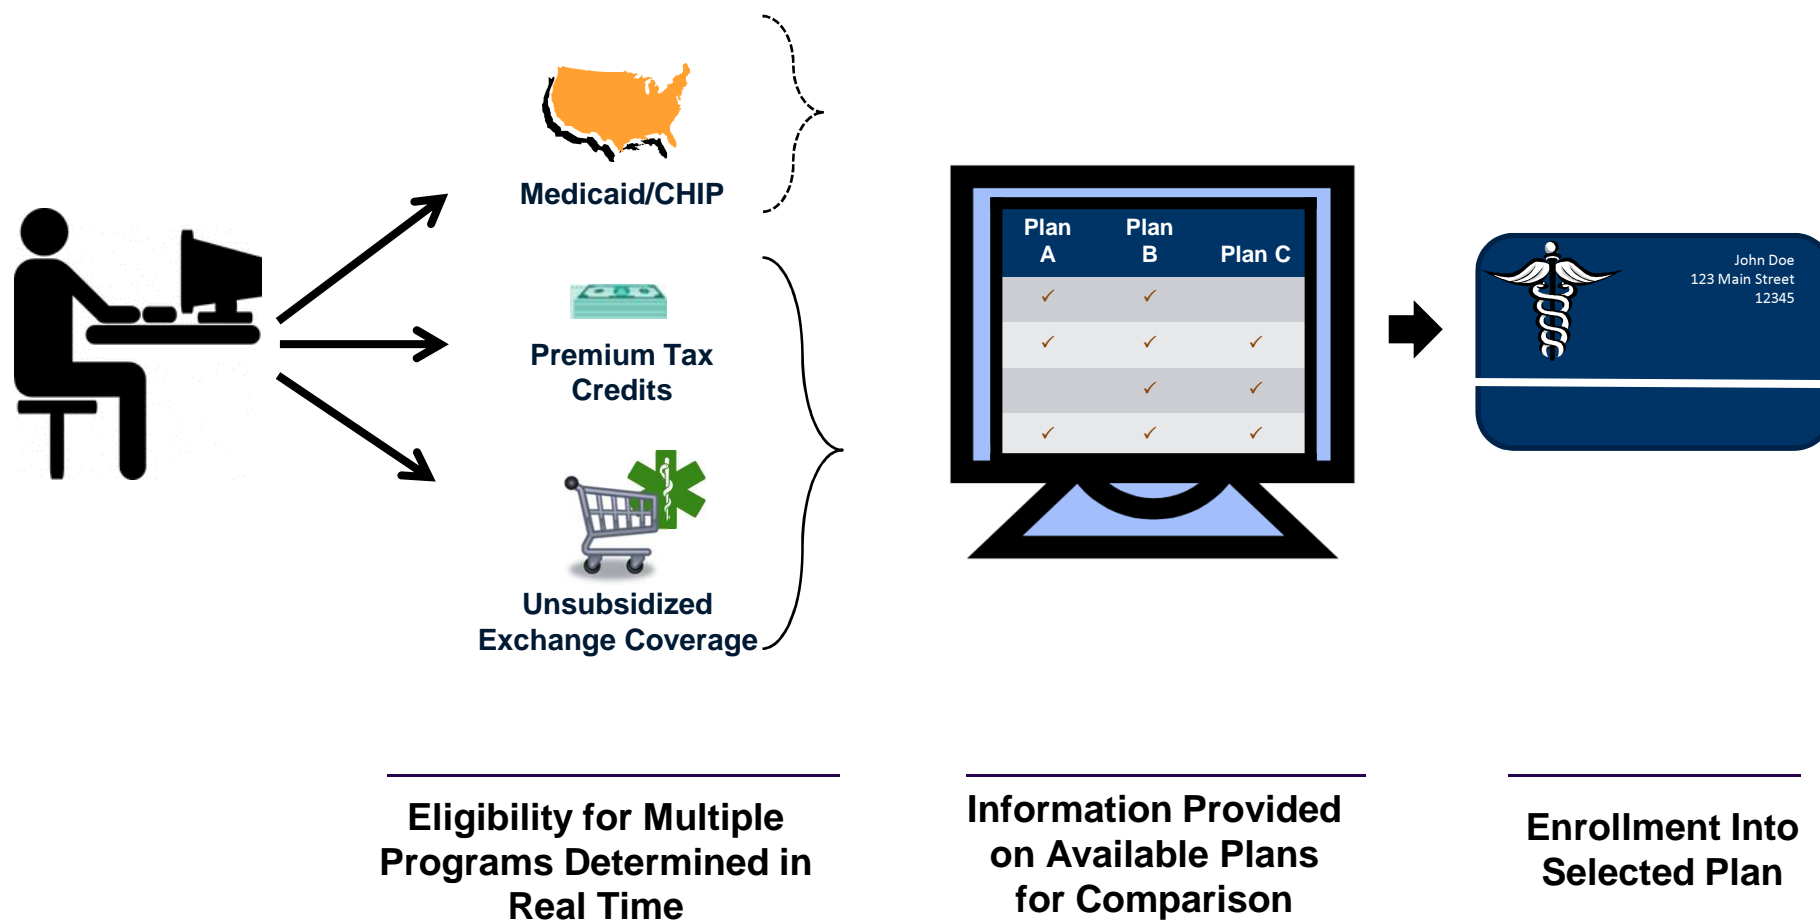 Medicaid/CHIP
Premium Tax
Credits
Unsubsidized
Exchange Coverage
Plan
A
Plan
B
Plan C
✓ ✓
✓ ✓ ✓
✓ ✓
✓ ✓ ✓
John Doe
123 Main Street
12345
Eligibility for Multiple
Programs Determined in
Real Time
Information Provided
on Available Plans
for Comparison
Enrollment Into
Selected Plan